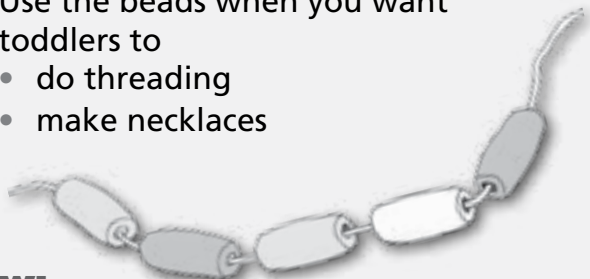 Use the beads when you want
toddlers to
• do threading
• make necklaces